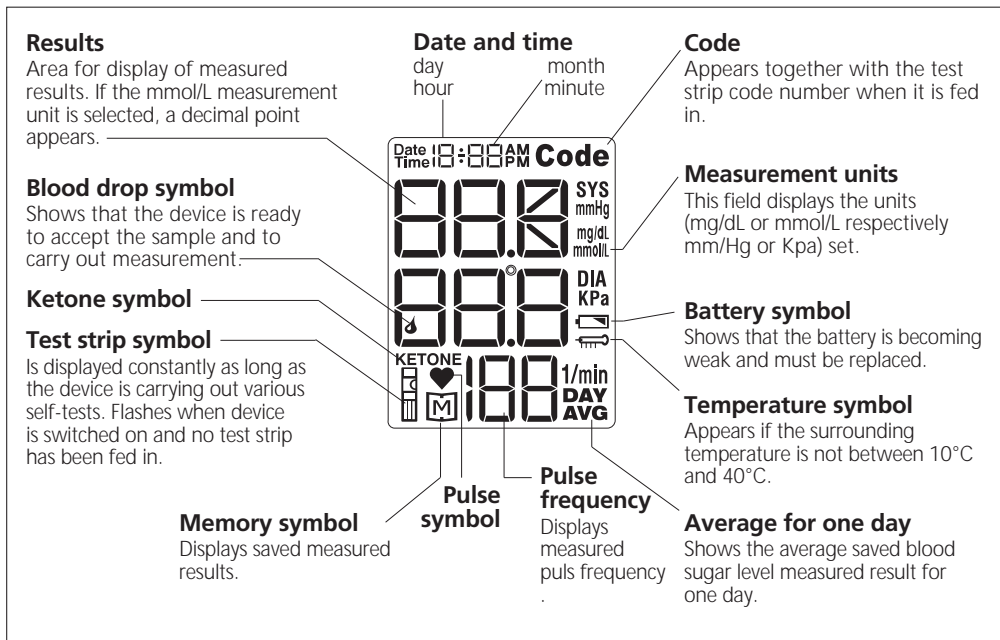 Results
Area for display of measured
results. If the mmol/L measurement
unit is selected, a decimal point
appears.
Blood drop symbol
Shows that the device is ready
to accept the sample and to
carry out measurement.
Ketone symbol
Test strip symbol
Is displayed constantly as long as
the device is carrying out various
self-tests. Flashes when device
is switched on and no test strip
has been fed in.
Date and time
day month
hour minute
Code
Appears together with the test
strip code number when it is fed
in.
Measurement units
This field displays the units
(mg/dL or mmol/L respectively
mm/Hg or Kpa) set.
Battery symbol
Shows that the battery is becoming
weak and must be replaced.
Temperature symbol
Appears if the surrounding
temperature is not between 10°C
and 40°C.
Average for one day
Shows the average saved blood
sugar level measured result for
one day.
Date
Time 18:88 AM
PM Code
88.K SYS
mmHg
mg/dL
mmol/L
88.8 DIA
KPa
KETONE
M 188 1/min
DAY
AVG
Memory symbol
Displays saved measured
results.
Pulse
symbol
Pulse
frequency
Displays
measured
puls frequency
.